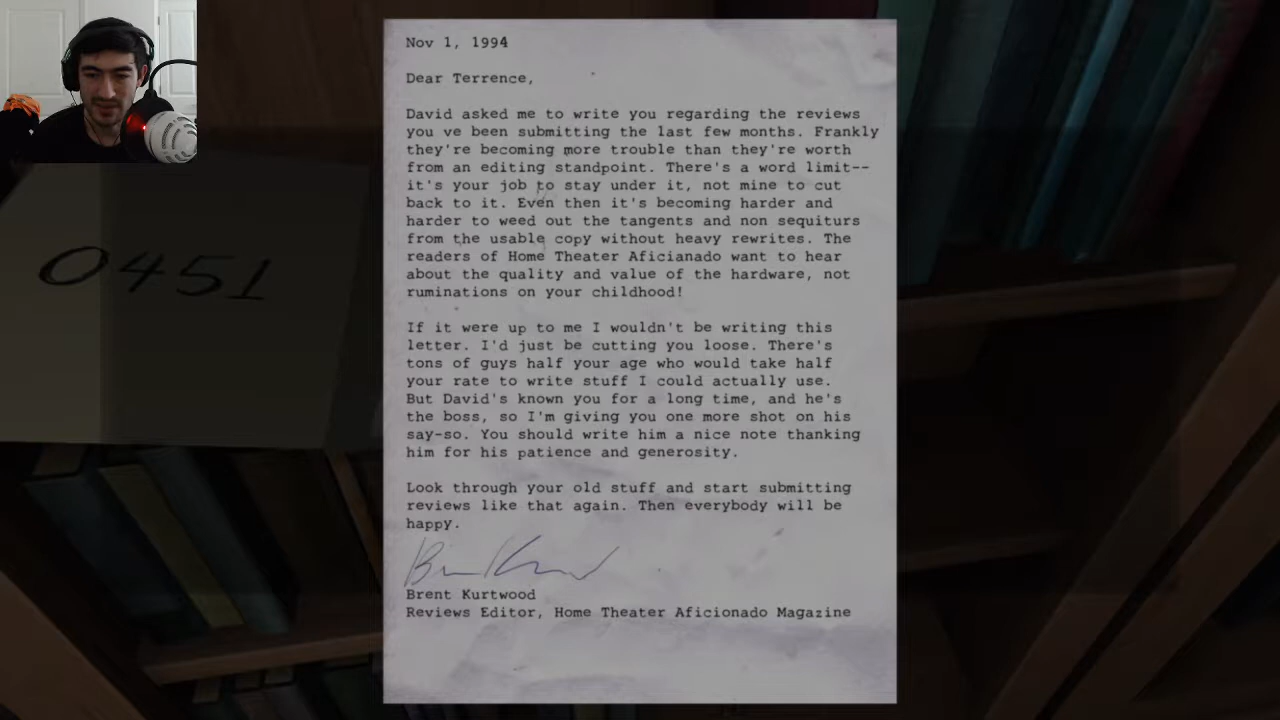 Nov 1, 1994
Dear Terrence,
David asked me to write you regarding the reviews
you ve been submitting the last few months. Frankly
they're becoming more trouble than they're worth
from an editing standpoint. There's a word limit--
it's your job to stay under it, not mine to cut
back to it. Even then it's becoming harder and
harder to weed out the tangents and non sequiturs
from the usable copy without heavy rewrites. The
readers of Home Theater Aficianado want to hear
about the quality and value of the hardware, not
ruminations on your childhood!
If it were up to me I wouldn't be writing this
letter. I'd just be cutting you loose. There's
tons of guys half your age who would take half
your rate to write stuff I could actually use.
But David's known you for a long time, and he's
the boss, so I'm giving you one more shot on his
say-so. You should write him a nice note thanking
him for his patience and generosity.
Look through your old stuff and start submitting
reviews like that again. Then everybody will be
happy.
Brent Kurtwood
Reviews Editor, Home Theater Aficionado Magazine
0451